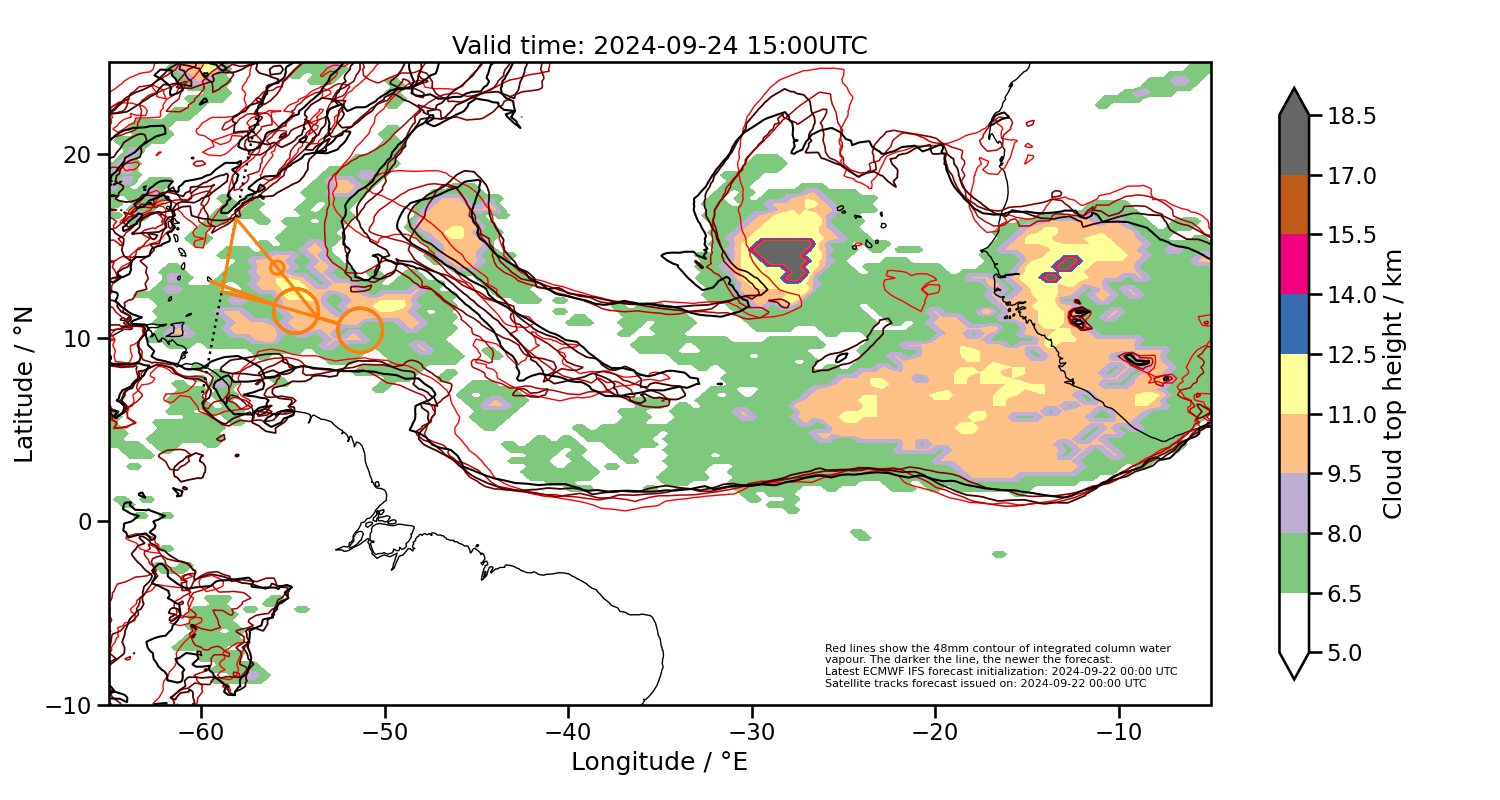 Valid time: 2024-09-24 15:00UTC
Latitude / °N
20
10
0
−10
−60
−50
−40
−30
−20
−10
Longitude / °E
Red lines show the 48mm contour of integrated column water
vapour. The darker the line, the newer the forecast.
Latest ECMWF IFS forecast initialization: 2024-09-22 00:00 UTC
Satellite tracks forecast issued on: 2024-09-22 00:00 UTC
18.5
17.0
15.5
14.0
12.5
11.0
9.5
8.0
6.5
5.0
Cloud top height / km